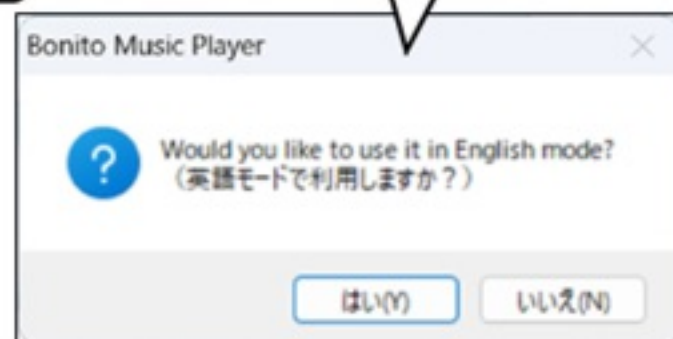 Bonito Music Player
Would you like to use it in English mode?
（英語モードで利用しますか？）
はい(Y)
いいえ(N)